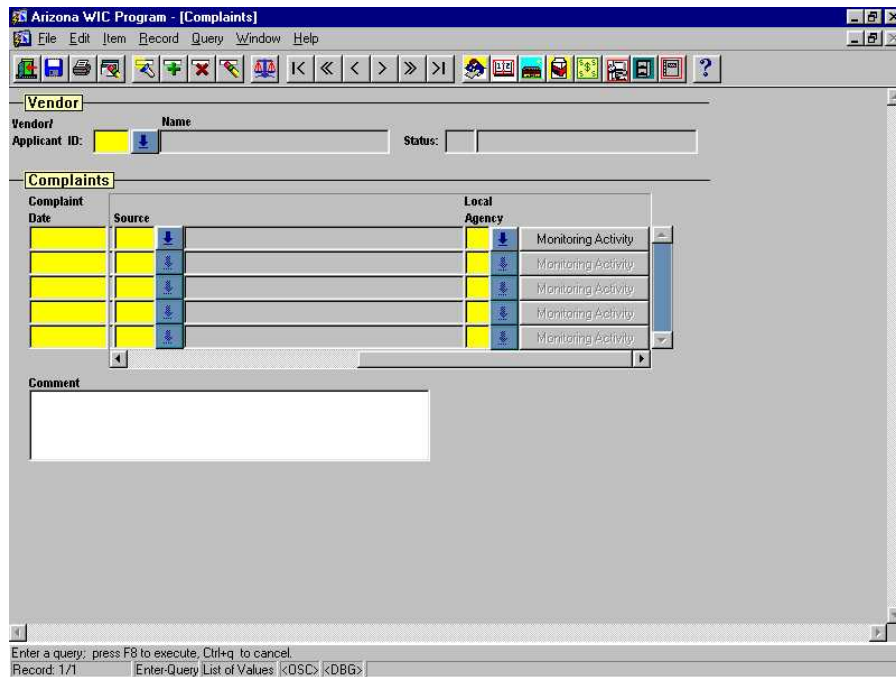 Arizona WIC Program - [Complaints]
File Edit Item Record Query Window Help
Vendor
Vendor/
Applicant ID:
Name
Status:
Complaints
Complaint
Date
Source
Local
Agency
Monitoring Activity
Monitoring Activity
Monitoring Activity
Monitoring Activity
Monitoring Activity
Comment
Enter a query; press F8 to execute, Ctrl+q to cancel.
Record: 1/1 Enter-Query List of Values <OSC> <DBG>